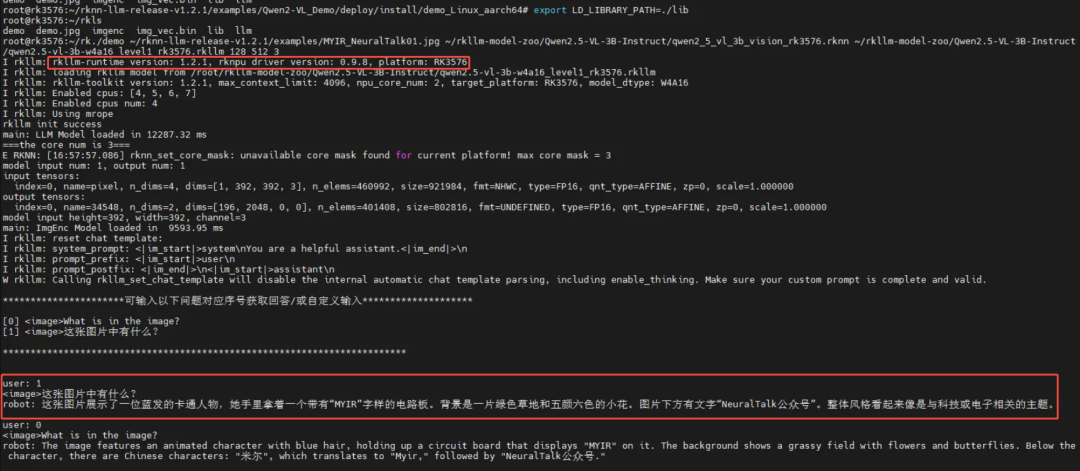 demo  demo.jpg  imgenc  img_vec.bin  lib  llm
root@rk3576:~/rknn-llm-release-v1.2.1/examples/Qwen2-VL_Demo/deploy/install/demo_Linux_aarch64# export LD_LIBRARY_PATH=./lib
root@rk3576:~/rkls
demo  demo.jpg  imgenc  img_vec.bin  lib  llm
root@rk3576:~/rk./demo ~/rknn-llm-release-v1.2.1/examples/MYIR_NeuralTalk01.jpg ~/rkllm-model-zoo/Qwen2.5-VL-3B-Instruct/qwen2_5_vl_3b_vision_rk3576.rknn ~/rkllm-model-zoo/Qwen2.5-VL-3B-Instruct
/qwen2.5-vl-3b-w4a16_level1_rk3576.rkllm 128 512 3
I rkllm: rkllm-runtime version: 1.2.1, rknpu driver version: 0.9.8, platform: RK3576
I rkllm: loading rkllm model from /root/rkllm-model-zoo/Qwen2.5-VL-3B-Instruct/qwen2.5-vl-3b-w4a16_level1_rk3576.rkllm
I rkllm: rkllm-toolkit version: 1.2.1, max_context_limit: 4096, npu_core_num: 2, target_platform: RK3576, model_dtype: W4A16
I rkllm: Enabled cpus: [4, 5, 6, 7]
I rkllm: Enabled cpus num: 4
I rkllm: Using mrope
rkllm init success
main: LLM Model loaded in 12287.32 ms
===the core num is 3===
E RKNN: [16:57:57.086] rknn_set_core_mask: unavailable core mask found for current platform! max core mask = 3
model input num: 1, output num: 1
input tensors:
  index=0, name=pixel, n_dims=4, dims=[1, 392, 392, 3], n_elems=460992, size=921984, fmt=NHWC, type=FP16, qnt_type=AFFINE, zp=0, scale=1.000000
output tensors:
  index=0, name=34548, n_dims=2, dims=[196, 2048, 0, 0], n_elems=401408, size=802816, fmt=UNDEFINED, type=FP16, qnt_type=AFFINE, zp=0, scale=1.000000
model input height=392, width=392, channel=3
main: ImgEnc Model loaded in  9593.95 ms
I rkllm: reset chat template:
I rkllm: system_prompt: <|im_start|>system\nYou are a helpful assistant.<|im_end|>\n
I rkllm: prompt_prefix: <|im_start|>user\n
I rkllm: prompt_postfix: <|im_end|>\n<|im_start|>assistant\n
W rkllm: Calling rkllm_set_chat_template will disable the internal automatic chat template parsing, including enable_thinking. Make sure your custom prompt is complete and valid.
**********************可输入以下问题对应序号获取回答/或自定义输入********************
[0] <image>What is in the image?
[1] <image>这张图片中有什么?
*************************************************************************
user: 1
<image>这张图片中有什么?
robot: 这张图片展示了一位蓝发的卡通人物，她手里拿着一个带有“MYIR”字样的电路板。背景是一片绿色草地和五颜六色的小花。图片下方有文字“NeuralTalk公众号”。整体风格看起来像是与科技或电子相关的主题。
user: 0
<image>What is in the image?
robot: The image features an animated character with blue hair, holding up a circuit board that displays "MYIR" on it. The background shows a grassy field with flowers and butterflies. Below the
character, there are Chinese characters: "米尔", which translates to "Myir," followed by "NeuralTalk公众号."